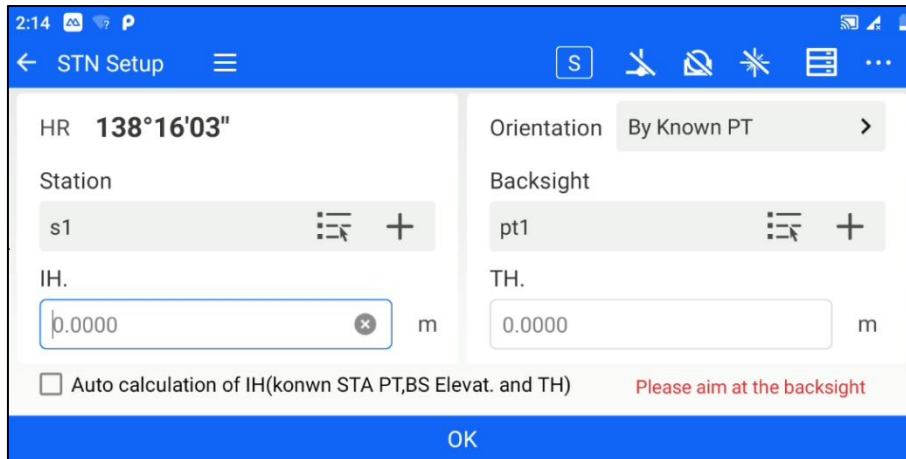 2:14
STN Setup
S
HR 138°16'03"
Orientation By Known PT
Station
Backsight
s1
pt1
IH.
TH.
0.0000 m
0.0000 m
Auto calculation of IH(konwn STA PT,BS Elevat. and TH)
Please aim at the backsight
OK